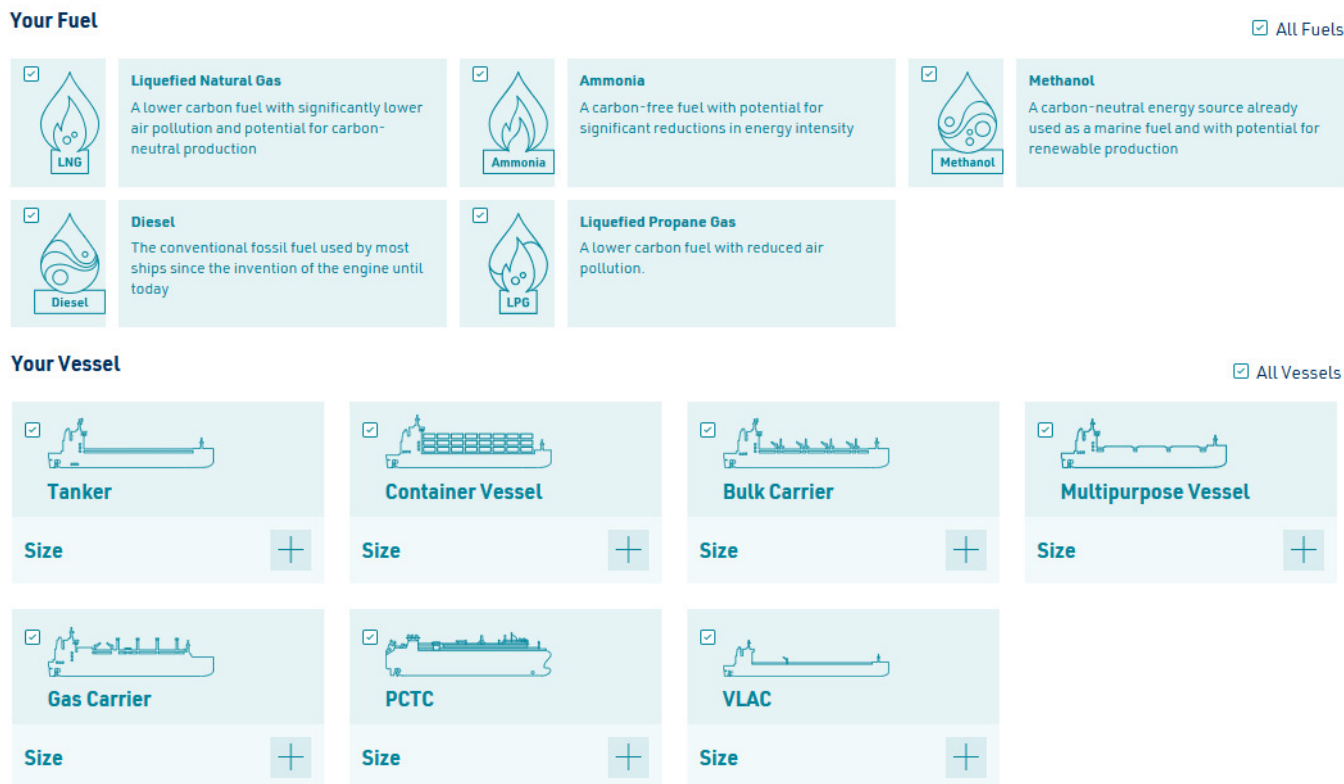 Your Fuel
All Fuels
LNG
Liquefied Natural Gas
A lower carbon fuel with significantly lower
air pollution and potential for carbon-
neutral production
Ammonia
Ammonia
A carbon-free fuel with potential for
significant reductions in energy intensity
Methanol
Methanol
A carbon-neutral energy source already
used as a marine fuel and with potential for
renewable production
Diesel
Diesel
The conventional fossil fuel used by most
ships since the invention of the engine until
today
LPG
Liquefied Propane Gas
A lower carbon fuel with reduced air
pollution.
Your Vessel
All Vessels
Tanker
Size
Container Vessel
Size
Bulk Carrier
Size
Multipurpose Vessel
Size
Gas Carrier
Size
PCTC
Size
VLAC
Size